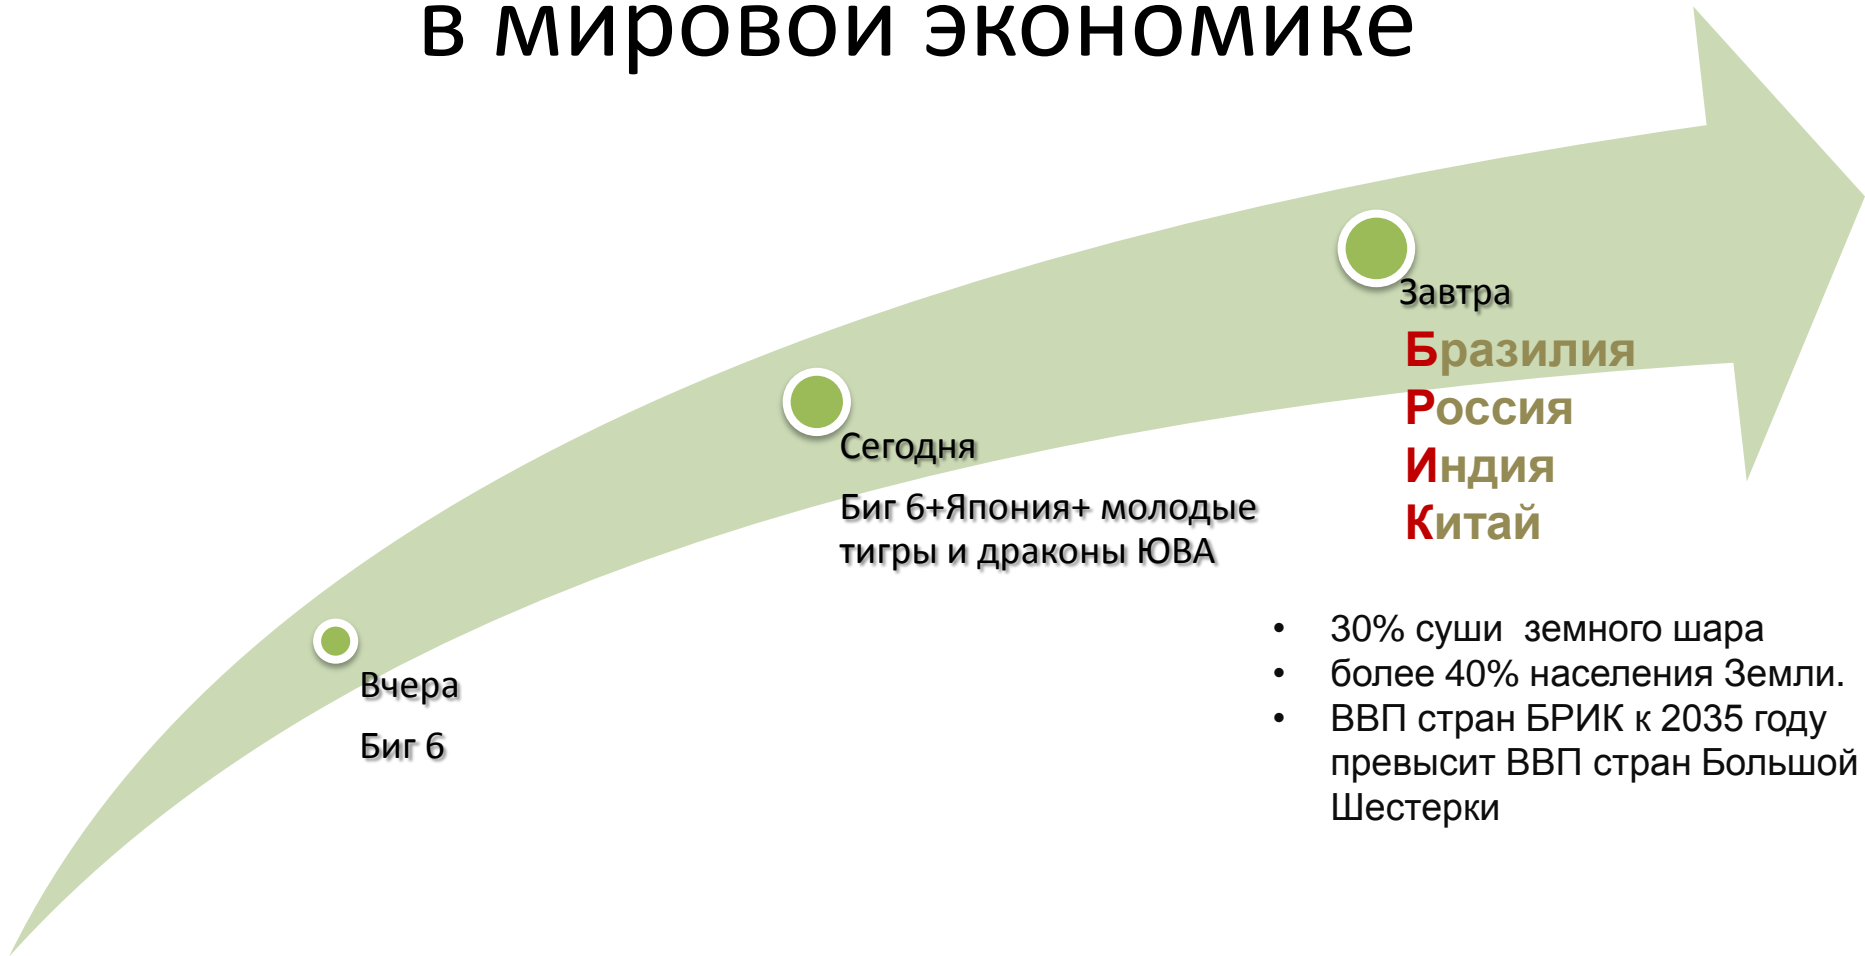 в мировой экономике
Завтра
Бразилия
Россия
Индия
Китай
Сегодня
Биг 6+Япония+ молодые
тигры и драконы ЮВА
Вчера
Биг 6
• 30% суши земного шара
• более 40% населения Земли.
• ВВП стран БРИК к 2035 году
превысит ВВП стран Большой
Шестерки